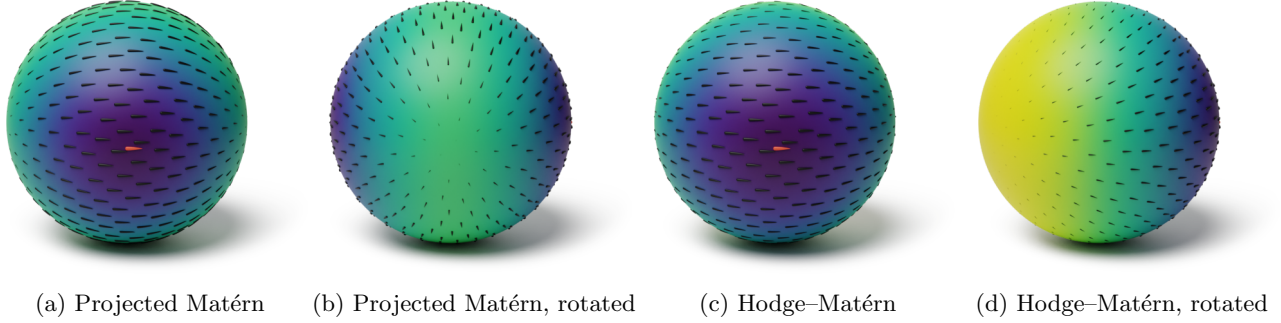 (a) Projected Matérn
(b) Projected Matérn, rotated
(c) Hodge–Matérn
(d) Hodge–Matérn, rotated